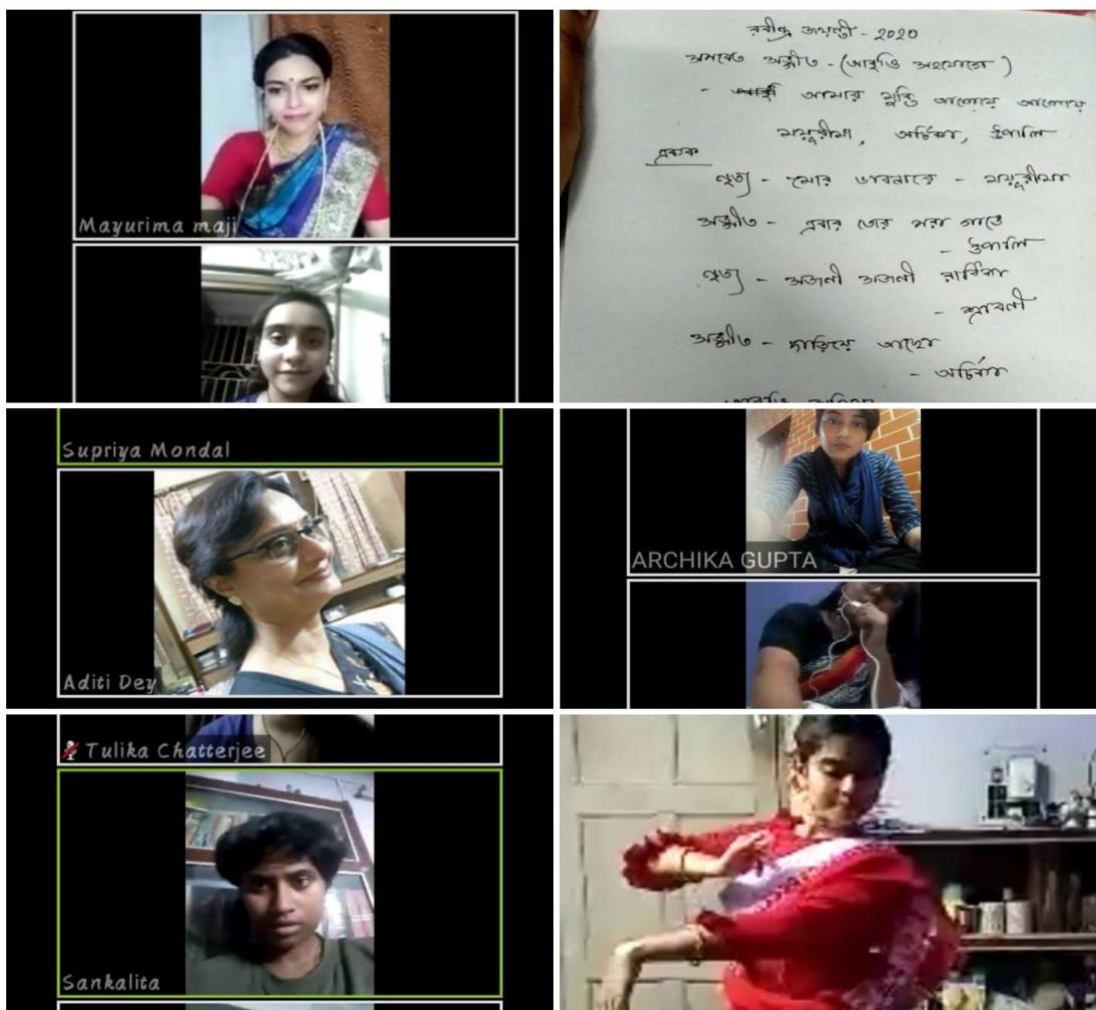 Mayurima maji
রবীন্দ্র জয়ন্তী - 2020
সমবেত সঙ্গীত - (আবৃত্তি সহযোগে)
- আমার মুক্তি আলোয় আলোয়
ময়ূরীমা, অর্চিকা,
একক
নৃত্য - মোর ভাবনারে - ময়ূরীমা
সঙ্গীত - এবার তোর মরা গাঙে
নৃত্য - সজনী সজনী রাধিকা
- শ্রাবনী
সঙ্গীত - দাঁড়িয়ে আছো
- অর্চিকা
Supriya Mondal
Aditi Dey
ARCHIKA GUPTA
Tulika Chatterjee
Sankalita